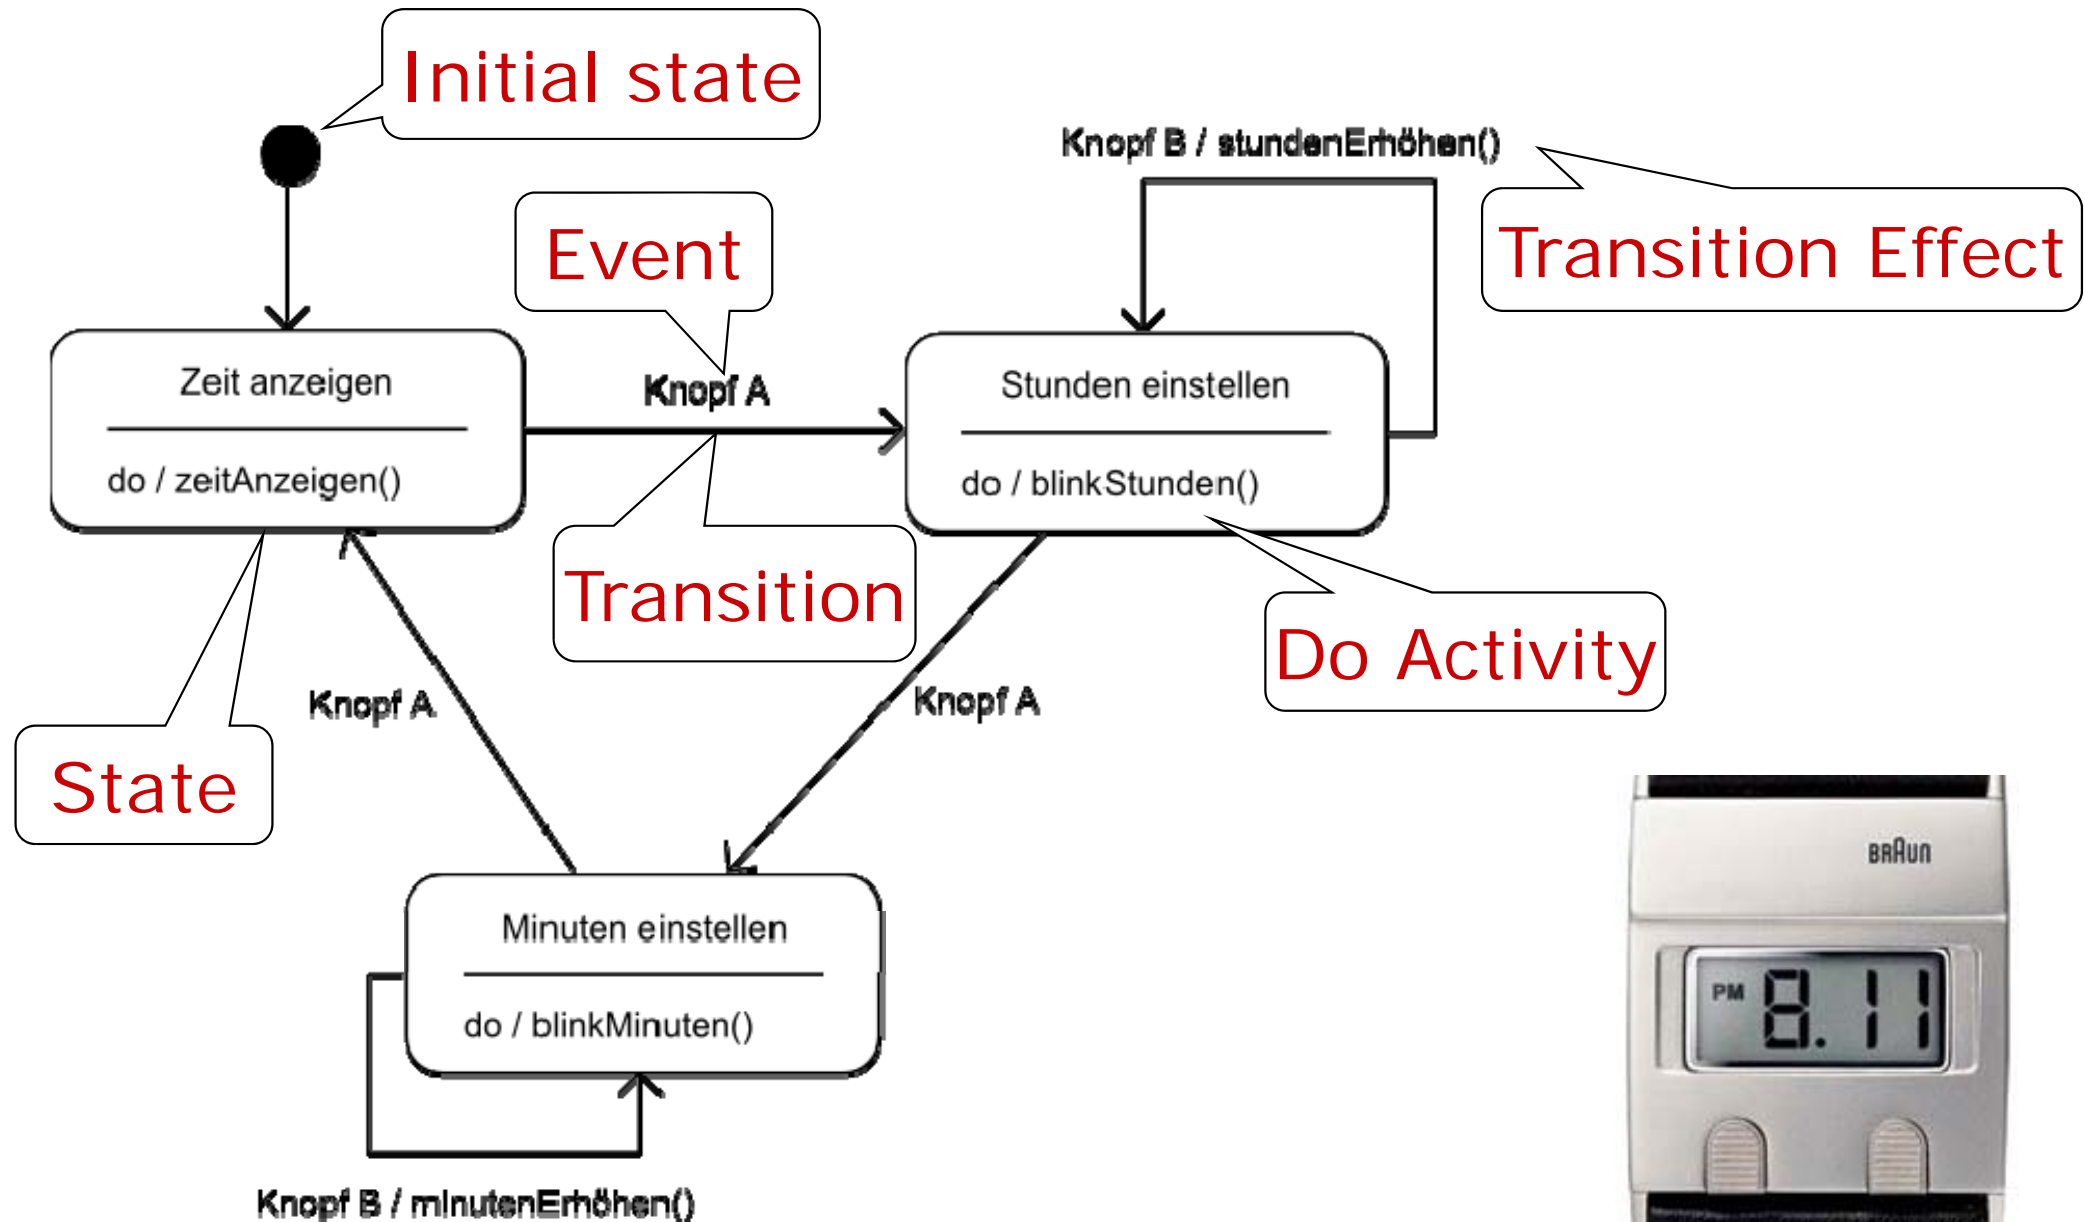 Initial state
Knopf B / stundenErhöhen()
Event
Transition Effect
Zeit anzeigen
do / zeitAnzeigen()
Knopf A
Stunden einstellen
do / blinkStunden()
Transition
Do Activity
Knopf A
Knopf A
State
Minuten einstellen
do / blinkMinuten()
Knopf B / minutenErhöhen()
BRAUN
PM 8.11